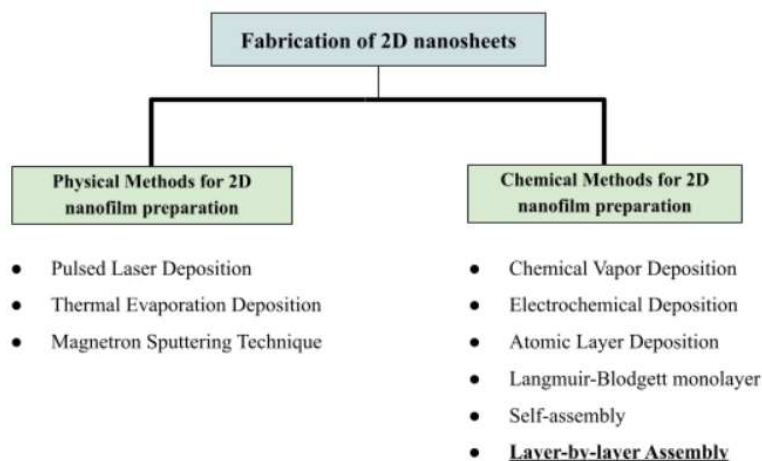 Fabrication of 2D nanosheets
Physical Methods for 2D
nanofilm preparation
● Pulsed Laser Deposition
● Thermal Evaporation Deposition
● Magnetron Sputtering Technique
Chemical Methods for 2D
nanofilm preparation
● Chemical Vapor Deposition
● Electrochemical Deposition
● Atomic Layer Deposition
● Langmuir-Blodgett monolayer
● Self-assembly
● Layer-by-layer Assembly